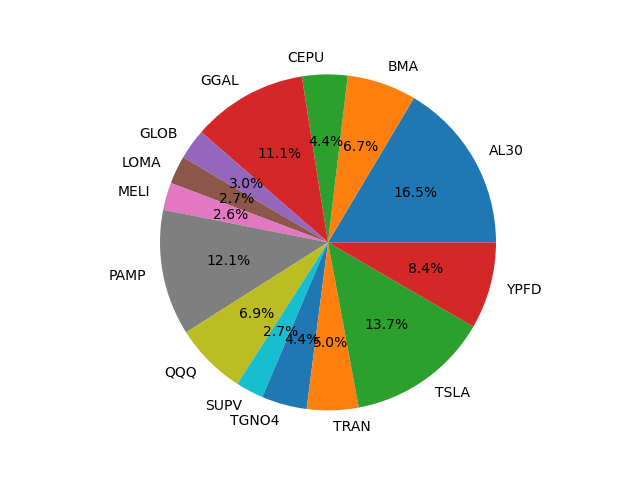 CEPU
BMA
GGAL
GLOB
AL30
LOMA
MELI
PAMP
YPFD
QQQ
SUPV
TGNO4
TRAN
TSLA
4.4%
6.7%
11.1%
3.0%
16.5%
2.7%
2.6%
12.1%
8.4%
6.9%
2.7%
4.4%
5.0%
13.7%